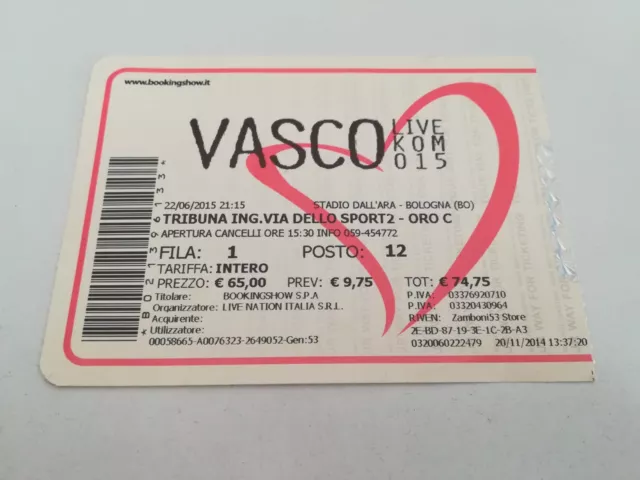 www.bookingshow.it
VASCO LIVE
KOM
015
22/06/2015 21:15 STADIO DALL'ARA - BOLOGNA (BO)
TRIBUNA ING.VIA DELLO SPORT2 - ORO C
APERTURA CANCELLI ORE 15:30 INFO 059-454772
FILA: 1 POSTO: 12
TARIFFA: INTERO
PREZZO: € 65,00 PREV: € 9,75 TOT: € 74,75
Titolare: BOOKINGSHOW S.P.A P.IVA: 03376920710
Organizzatore: LIVE NATION ITALIA S.R.L. P.IVA: 03320430964
Acquirente: R.IVEN: Zamboni53 Store
Utilizzatore: 2E-BD-87-19-3E-1C-2B-A3
00058665-A0076323-2649052-Gen:53 0320060222479 20/11/2014 13:37:20